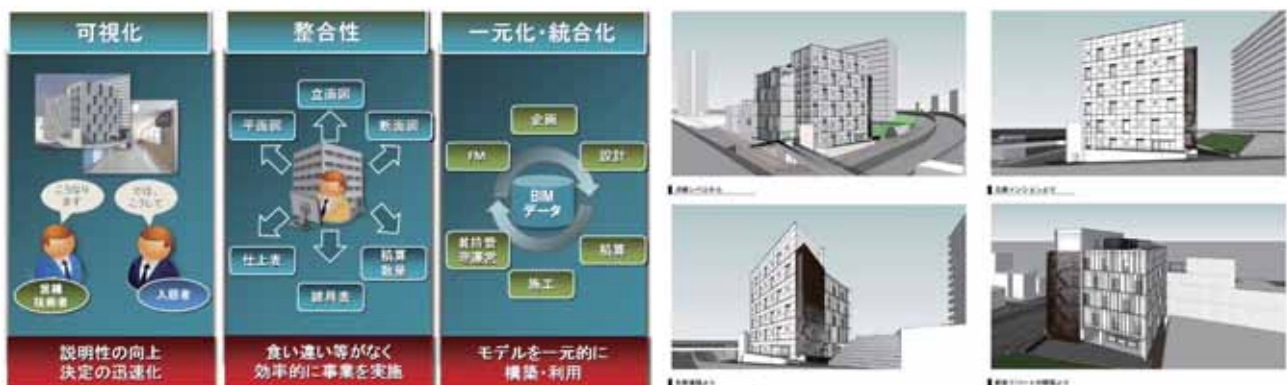 可視化
こうなり
ます
では、
こうして
営繕
技術者
入居者
説明性の向上
決定の迅速化
整合性
立面図
平面図
断面図
仕上表
積算
数量
建具表
食い違い等がなく
効率的に事業を実施
一元化・統合化
企画
FM
設計
BIM
データ
維持管
理運営
積算
施工
モデルを一元的に
構築・利用